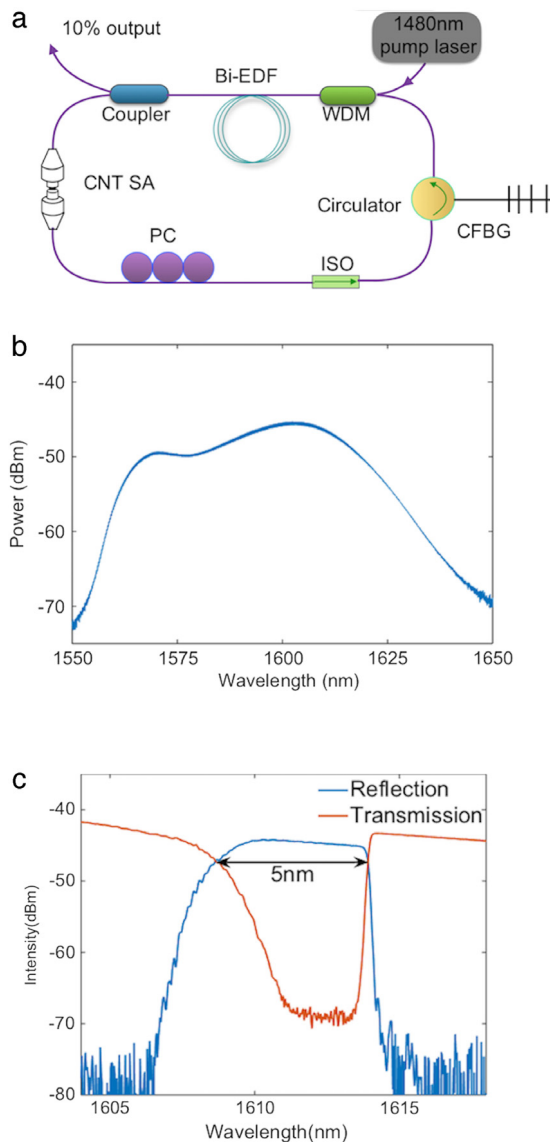 a
10% output
1480nm
pump laser
Bi-EDF
Coupler
WDM
CNT SA
Circulator
CFBG
PC
ISO
b
-40
-50
-60
-70
Power (dBm)
1550
1575
1600
1625
1650
Wavelength (nm)
c
-40
-50
-60
-70
-80
Intensity(dBm)
Reflection
Transmission
5nm
1605
1610
1615
Wavelength(nm)